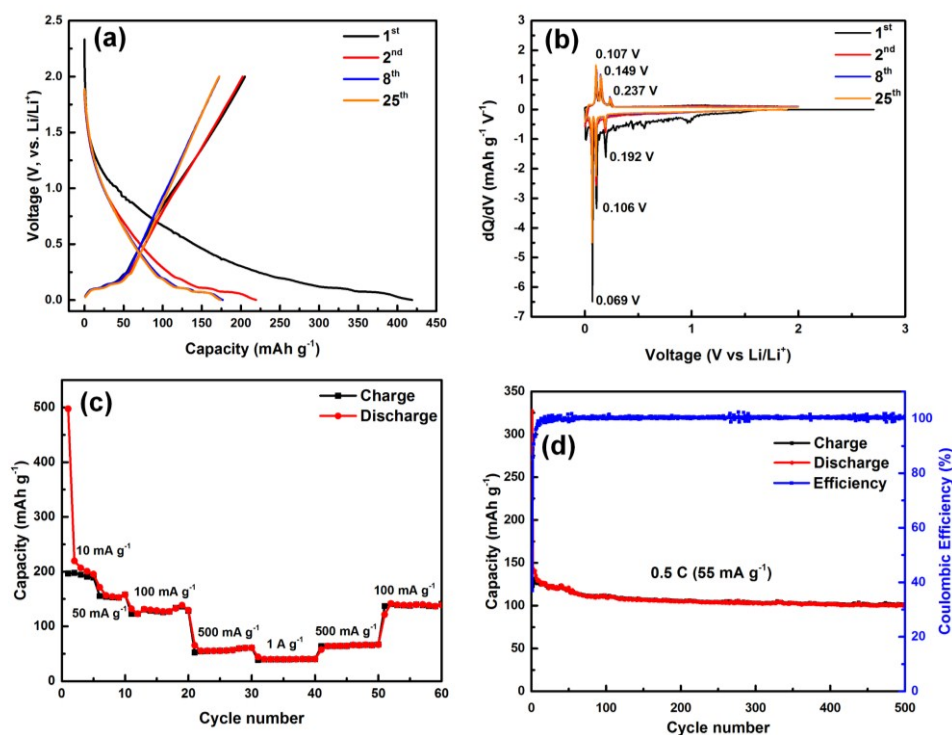 (a)
1st
2nd
8th
25th
2.5
2.0
1.5
1.0
0.5
0.0
Voltage (V, vs. Li/Li+)
0 50 100 150 200 250 300 350 400 450
Capacity (mAh g-1)
(b)
1st
2nd
8th
25th
0.107 V
0.149 V
0.237 V
0.192 V
0.106 V
0.069 V
3
2
1
0
-1
-2
-3
-4
-5
-6
-7
dQ/dV (mAh g-1 V-1)
0 1 2 3
Voltage (V vs Li/Li+)
(c)
Charge
Discharge
500
400
300
200
100
0
Capacity (mAh g-1)
10 mA g-1
50 mA g-1
100 mA g-1
500 mA g-1
1 A g-1
500 mA g-1
100 mA g-1
0 10 20 30 40 50 60
Cycle number
(d)
Charge
Discharge
Efficiency
350
300
250
200
150
100
50
0
Capacity (mAh g-1)
0.5 C (55 mA g-1)
100
80
60
40
20
0
Coulombic Efficiency (%)
0 100 200 300 400 500
Cycle number